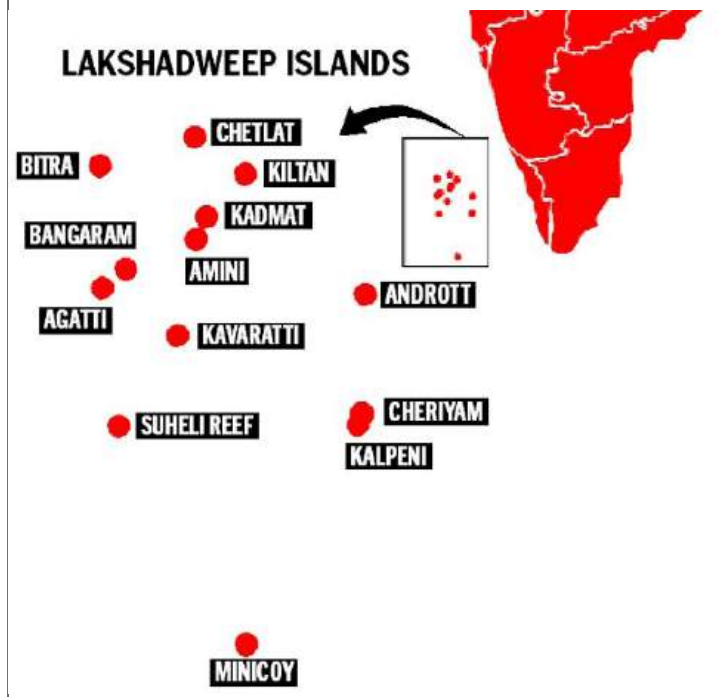 LAKSHADWEEP ISLANDS
CHETLAT
BITRA
KILTAN
KADMAT
BANGARAM
AMINI
ANDROTT
AGATTI
KAVARATTI
CHERIYAM
SUHELI REEF
KALPENI
MINICOY